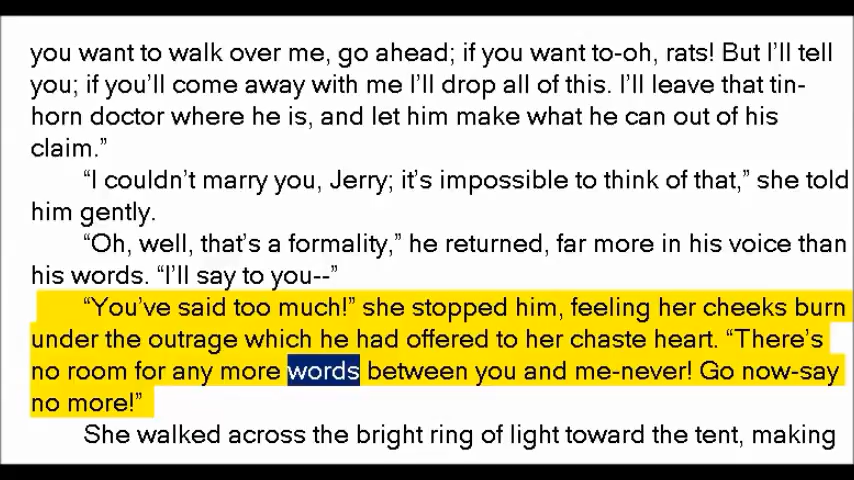 you want to walk over me, go ahead; if you want to-oh, rats! But I’ll tell
you; if you’ll come away with me I’ll drop all of this. I’ll leave that tin-
horn doctor where he is, and let him make what he can out of his
claim.”
“I couldn’t marry you, Jerry; it’s impossible to think of that,” she told
him gently.
“Oh, well, that’s a formality,” he returned, far more in his voice than
his words. “I’ll say to you--”
“You’ve said too much!” she stopped him, feeling her cheeks burn
under the outrage which he had offered to her chaste heart. “There’s
no room for any more words between you and me-never! Go now-say
no more!”
She walked across the bright ring of light toward the tent, making